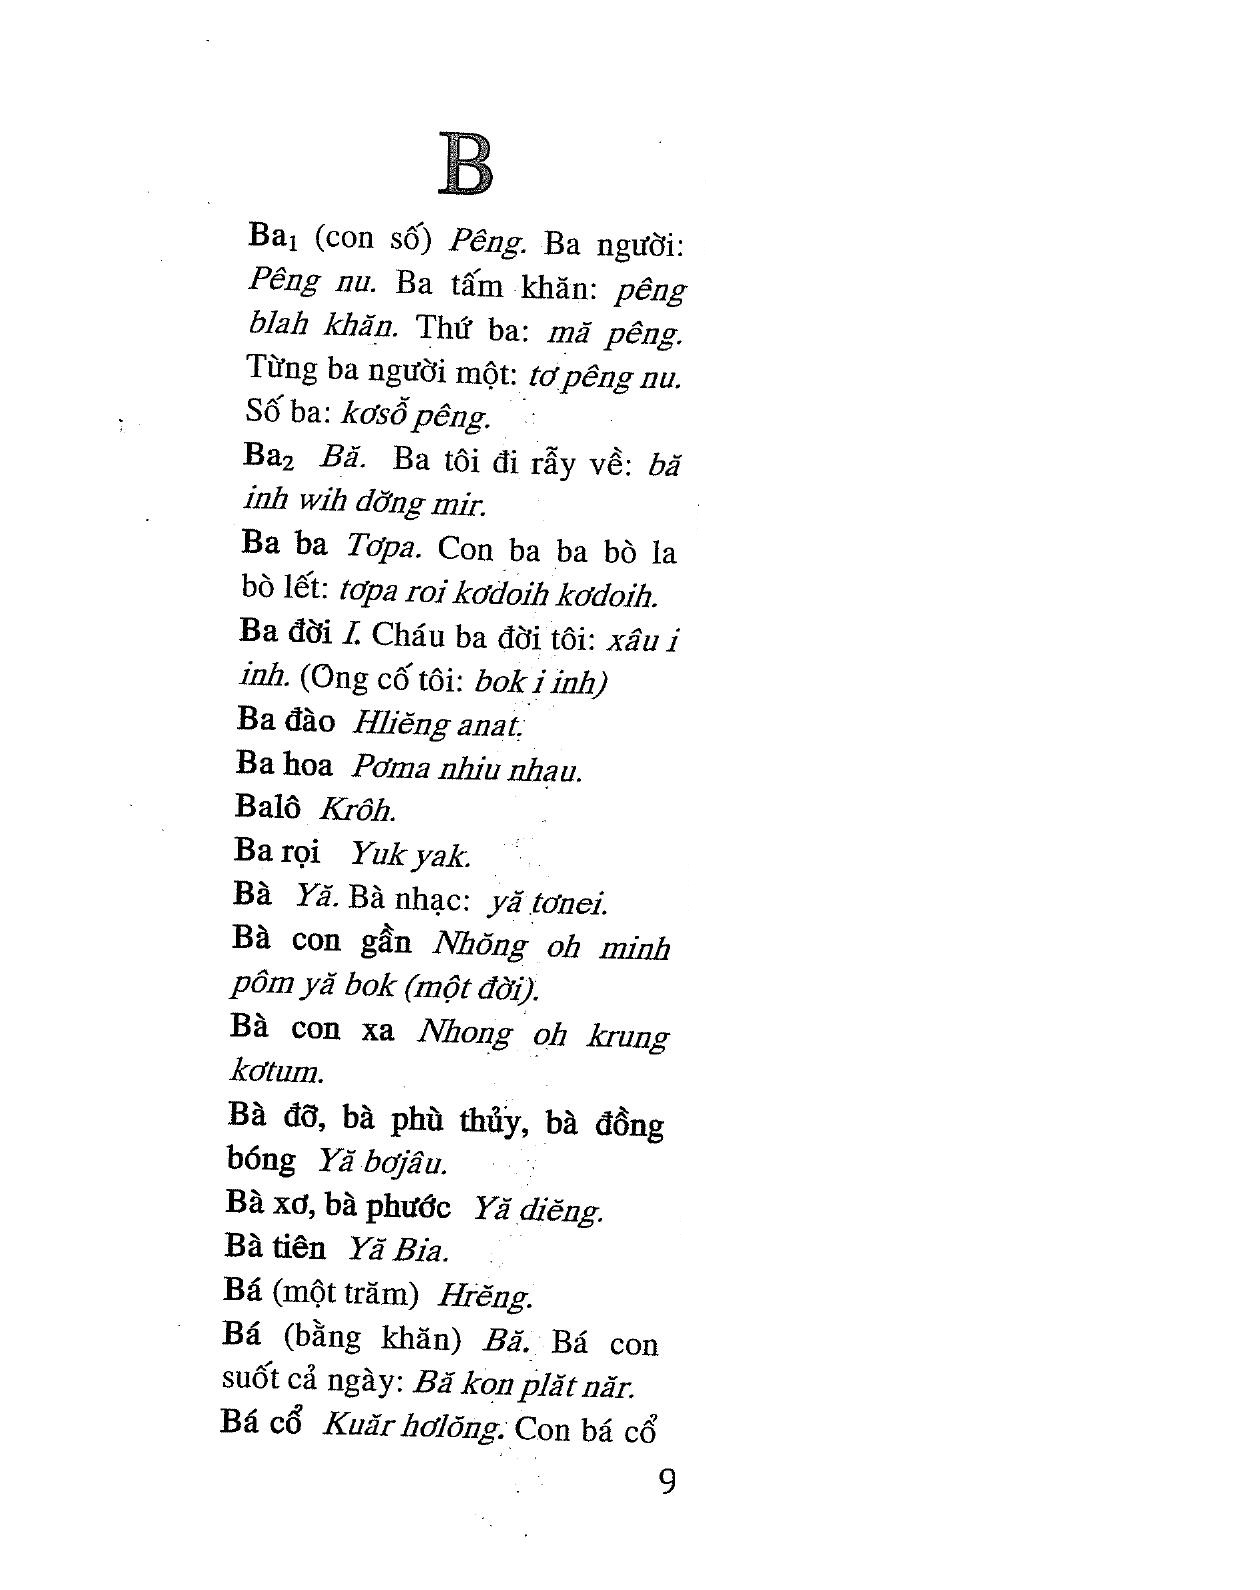 B
Ba₁ (con số) Pêng. Ba người:
Pêng nu. Ba tấm khăn: pêng
blah khăn. Thứ ba: mă pêng.
Từng ba người một: tơ pêng nu.
Số ba: kơsô̆ pêng.
Ba₂ Bă. Ba tôi đi rẫy về: bă
inh wih dơ̆ng mir.
Ba ba Tơpa. Con ba ba bò la
bò lết: tơpa roi kơdoih kơdoih.
Ba đời I. Cháu ba đời tôi: xâu i
inh. (Ông cố tôi: bok i inh)
Ba đào Hliĕng anat.
Ba hoa Pơma nhiu nhau.
Balô Krôh.
Ba rọi Yuk yak.
Bà Yă. Bà nhạc: yă tơnei.
Bà con gần Nhŏng oh minh
pôm yă bok (một đời).
Bà con xa Nhong oh krung
kơtum.
Bà đỡ, bà phù thủy, bà đồng
bóng Yă bơjâu.
Bà xơ, bà phước Yă diĕng.
Bà tiên Yă Bia.
Bá (một trăm) Hrĕng.
Bá (bằng khăn) Bă. Bá con
suốt cả ngày: Bă kon plăt năr.
Bá cổ Kuăr hơlŏng. Con bá cổ
9